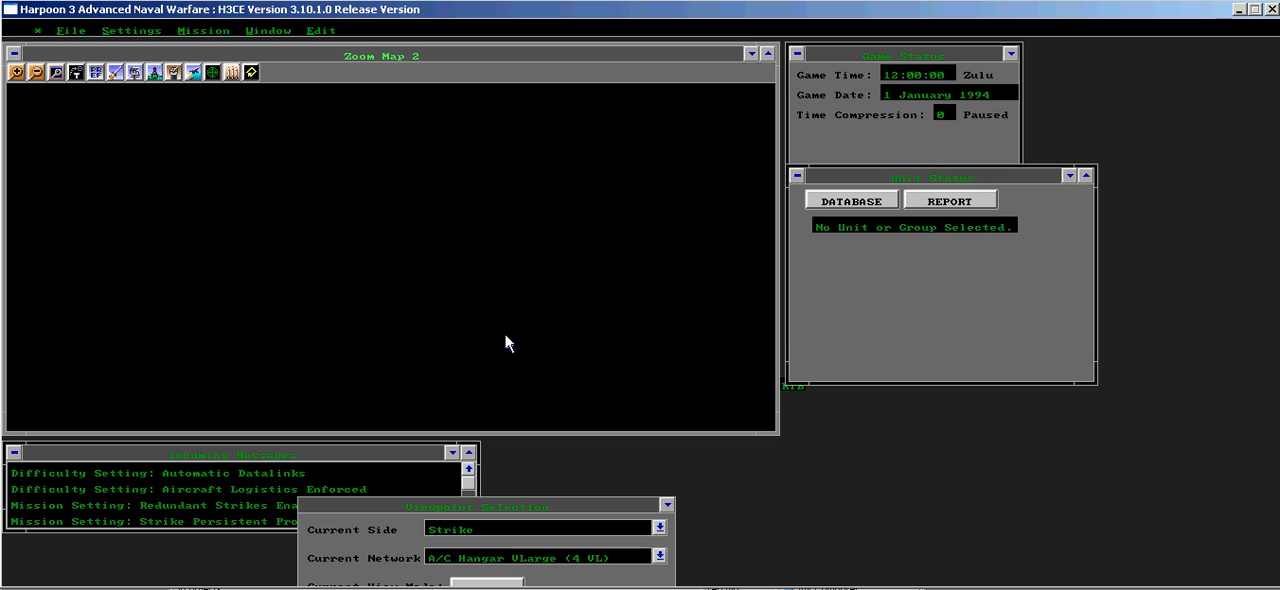 Harpoon 3 Advanced Naval Warfare : H3CE Version 3.10.1.0 Release Version
* File Settings Mission Window Edit
Zoom Map 2
Game Status
Game Time: 12:00:00 Zulu
Game Date: 1 January 1994
Time Compression: 0 Paused
Unit Status
DATABASE REPORT
No Unit or Group Selected.
Incoming Messages
Difficulty Setting: Automatic Datalinks
Difficulty Setting: Aircraft Logistics Enforced
Mission Setting: Redundant Strikes Ena
Mission Setting: Strike Persistent Pro
Viewpoint Selection
Current Side Strike
Current Network A/C Hangar VLarge (4 VL)